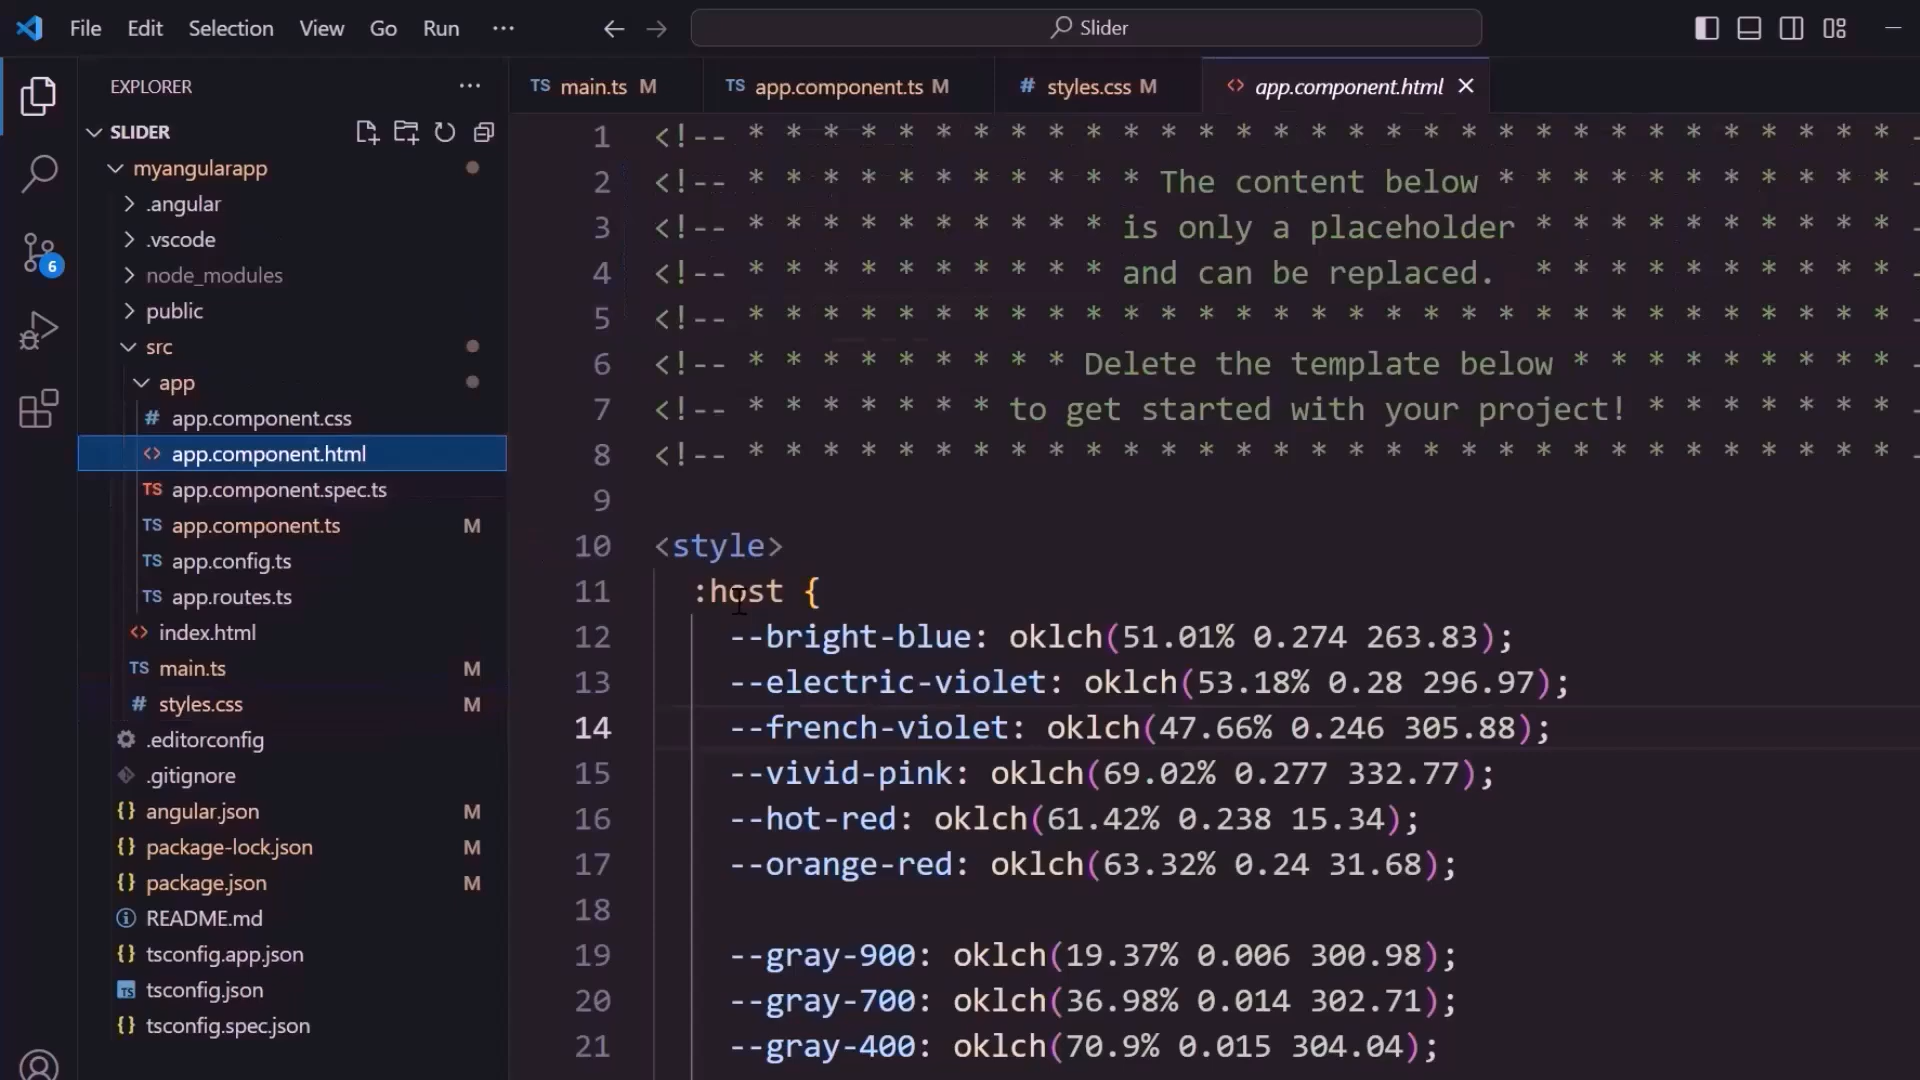 File Edit Selection View Go Run ··· ← → Slider
EXPLORER ···
SLIDER
myangularapp
.angular
.vscode
node_modules
public
src
app
# app.component.css
<> app.component.html
TS app.component.spec.ts
TS app.component.ts M
TS app.config.ts
TS app.routes.ts
<> index.html
TS main.ts M
# styles.css M
.editorconfig
.gitignore
{} angular.json M
{} package-lock.json M
{} package.json M
README.md
{} tsconfig.app.json
TS tsconfig.json
{} tsconfig.spec.json
6
TS main.ts M TS app.component.ts M # styles.css M <> app.component.html
1 <!-- * * * * * * * * * * * * * * * * * * * * * * * * * * * * * * * -
2 <!-- * * * * * * * * * * * The content below * * * * * * * * * * * -
3 <!-- * * * * * * * * * * is only a placeholder * * * * * * * * * * -
4 <!-- * * * * * * * * * * and can be replaced. * * * * * * * * * * -
5 <!-- * * * * * * * * * * * * * * * * * * * * * * * * * * * * * * * -
6 <!-- * * * * * * * * * Delete the template below * * * * * * * * * -
7 <!-- * * * * * * * to get started with your project! * * * * * * * -
8 <!-- * * * * * * * * * * * * * * * * * * * * * * * * * * * * * * * -
9
10 <style>
11 :host {
12 --bright-blue: oklch(51.01% 0.274 263.83);
13 --electric-violet: oklch(53.18% 0.28 296.97);
14 --french-violet: oklch(47.66% 0.246 305.88);
15 --vivid-pink: oklch(69.02% 0.277 332.77);
16 --hot-red: oklch(61.42% 0.238 15.34);
17 --orange-red: oklch(63.32% 0.24 31.68);
18
19 --gray-900: oklch(19.37% 0.006 300.98);
20 --gray-700: oklch(36.98% 0.014 302.71);
21 --gray-400: oklch(70.9% 0.015 304.04);